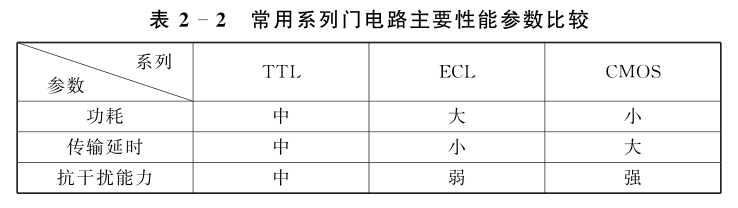 表 2-2 常用系列门电路主要性能参数比较
系列
参数 TTL ECL CMOS
功耗 中 大 小
传输延时 中 小 大
抗干扰能力 中 弱 强